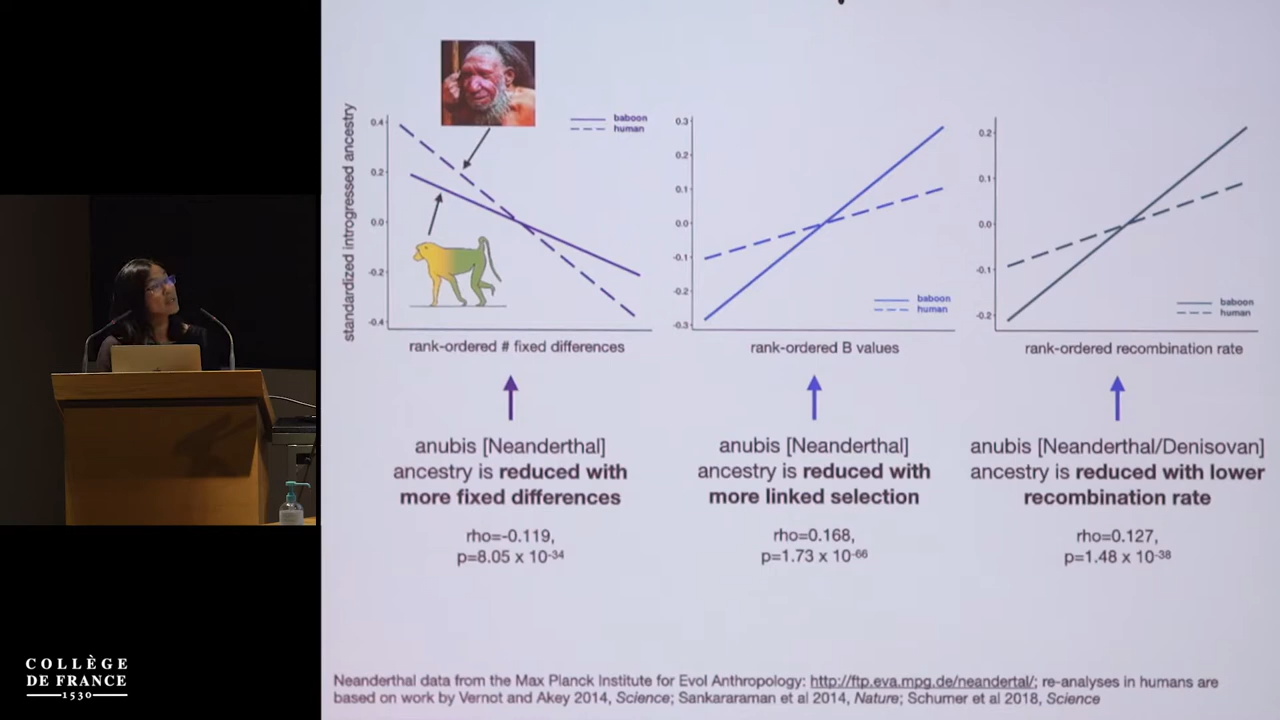 standardized introgressed ancestry
0.4
0.2
0.0
-0.2
-0.4
baboon
human
rank-ordered # fixed differences
0.3
0.2
0.1
0.0
-0.1
-0.2
-0.3
baboon
human
rank-ordered B values
0.2
0.1
0.0
-0.1
-0.2
baboon
human
rank-ordered recombination rate
anubis [Neanderthal]
ancestry is reduced with
more fixed differences
rho=-0.119,
p=8.05 x 10-34
anubis [Neanderthal]
ancestry is reduced with
more linked selection
rho=0.168,
p=1.73 x 10-66
anubis [Neanderthal/Denisovan]
ancestry is reduced with lower
recombination rate
rho=0.127,
p=1.48 x 10-38
Neanderthal data from the Max Planck Institute for Evol Anthropology: http://ftp.eva.mpg.de/neandertal/; re-analyses in humans are
based on work by Vernot and Akey 2014, Science; Sankararaman et al 2014, Nature; Schumer et al 2018, Science
COLLÈGE
DE FRANCE
1530